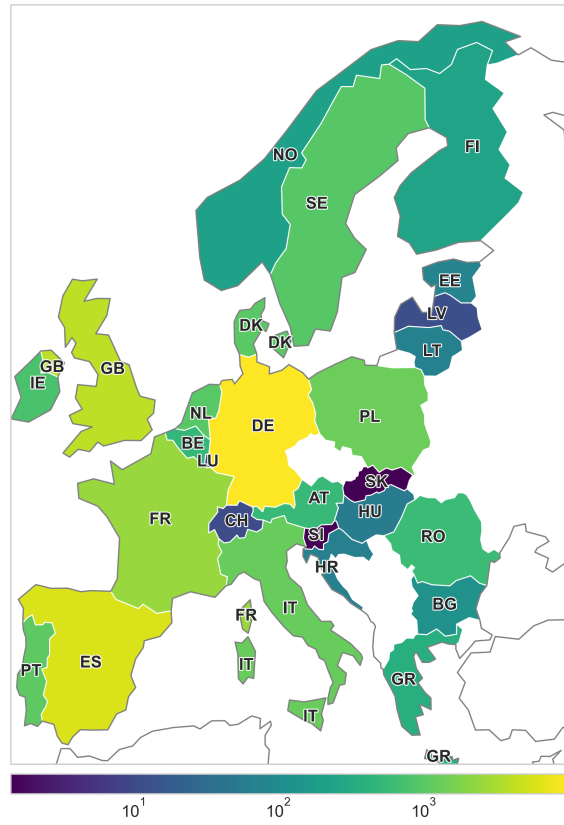 NO
FI
SE
EE
LV
DK
DK
LT
GB
GB
IE
NL
PL
DE
BE
LU
SK
AT
HU
FR
CH
SI
RO
HR
BG
FR
IT
ES
PT
IT
GR
IT
GR
10¹ 10² 10³